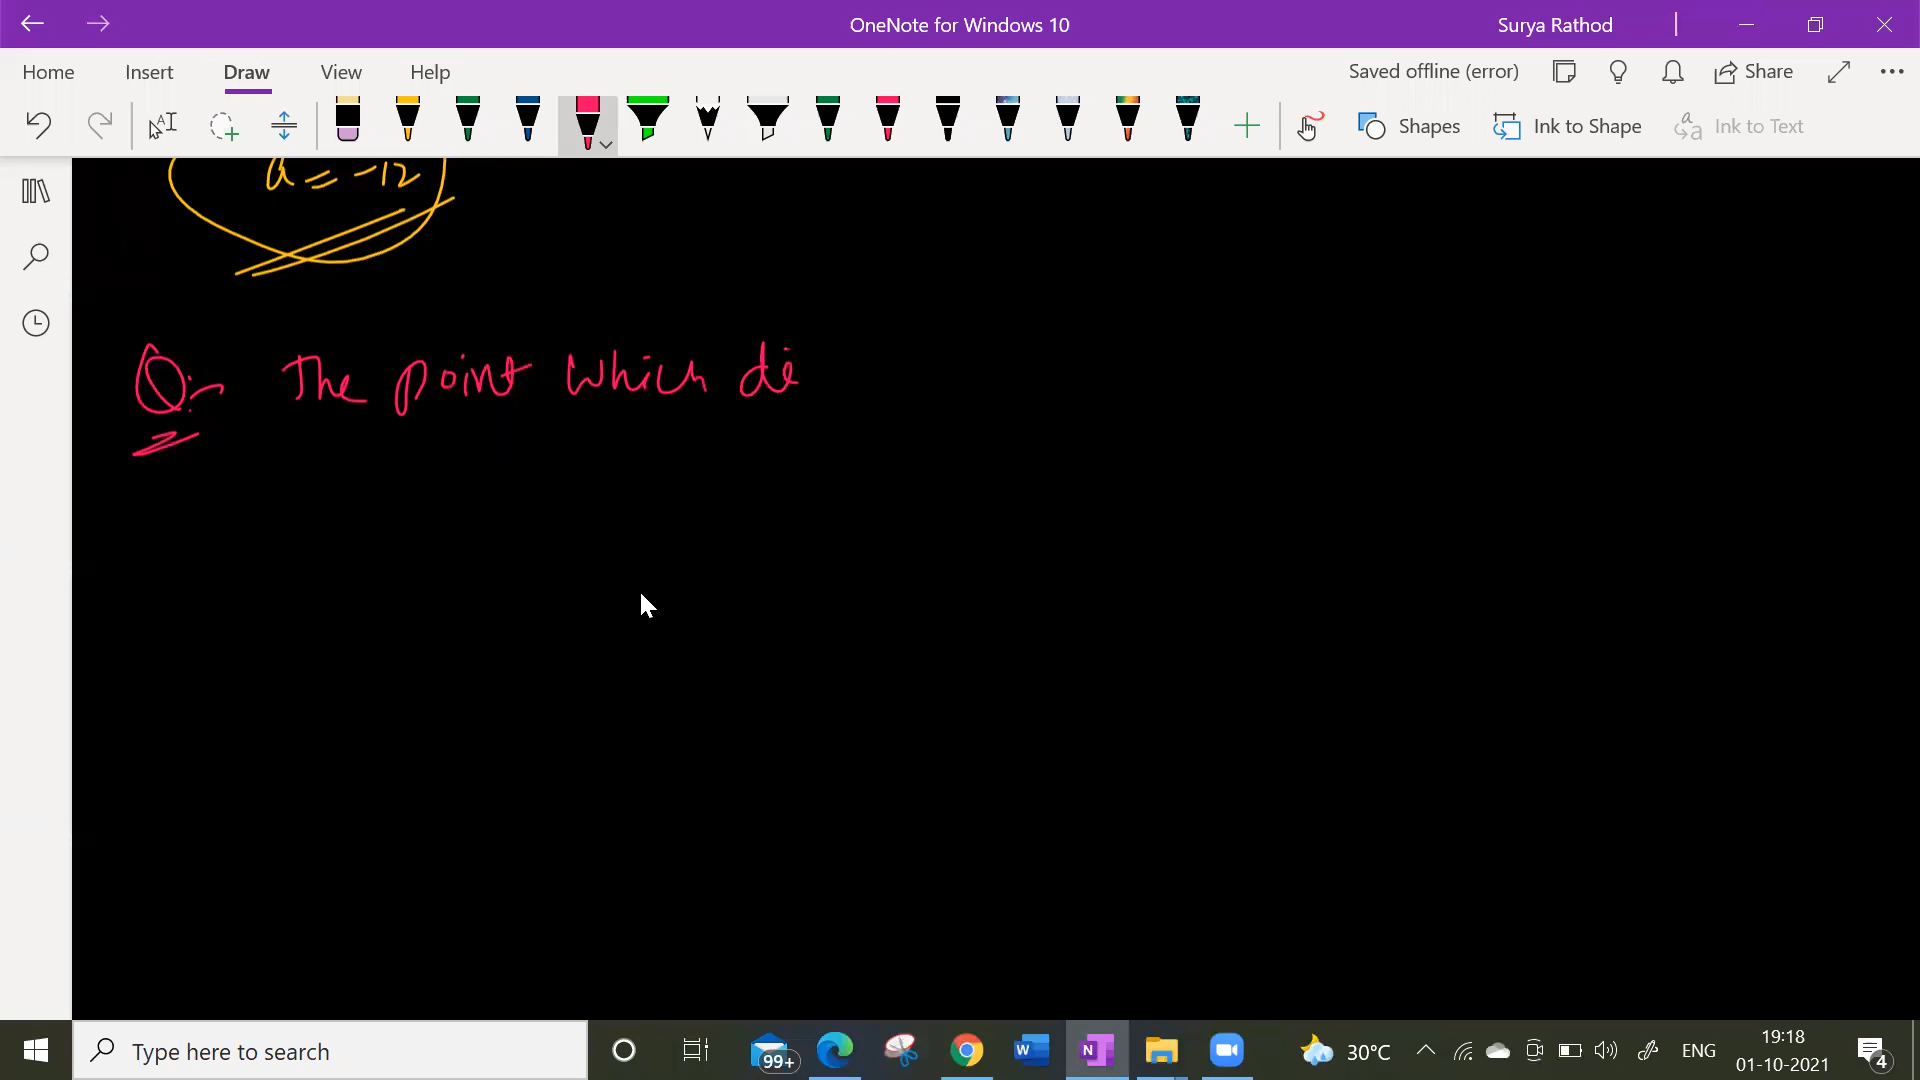 OneNote for Windows 10
Surya Rathod
Home Insert Draw View Help
Saved offline (error) Share
Shapes Ink to Shape Ink to Text
a = -12
Q:- The point which di
Type here to search
99+
30°C
ENG
19:18
01-10-2021
4